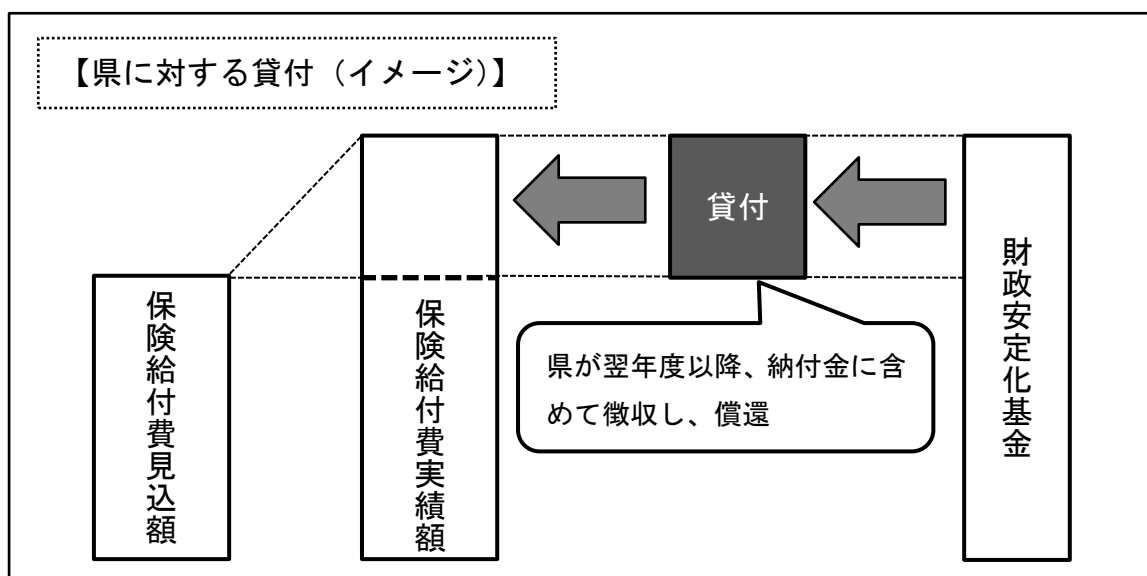 【県に対する貸付（イメージ）】
保険給付費見込額
保険給付費実績額
貸付
県が翌年度以降、納付金に含
めて徴収し、償還
財政安定化基金